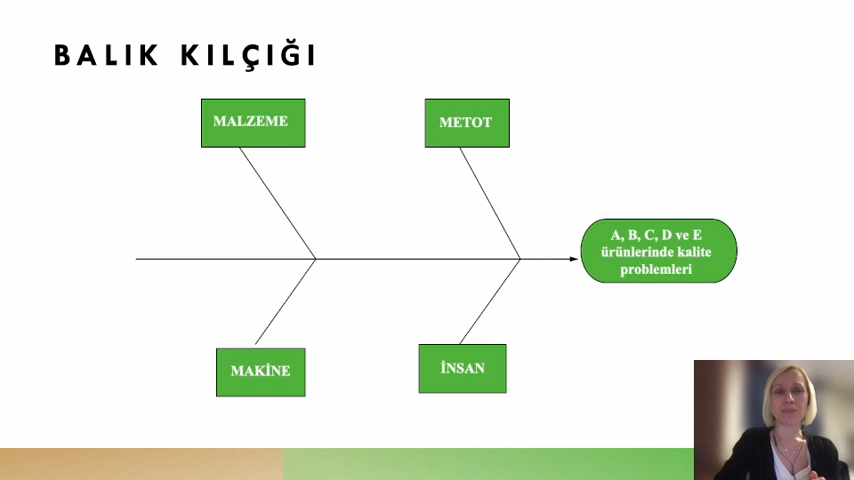 BALIK KILÇIĞI
MALZEME
METOT
A, B, C, D ve E
ürünlerinde kalite
problemleri
MAKİNE
İNSAN